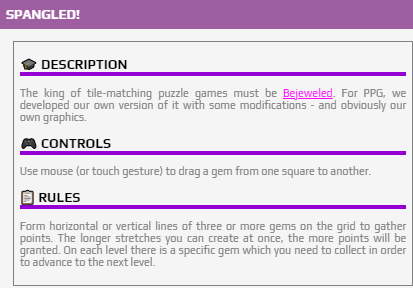 SPANGLED!
DESCRIPTION
The king of tile-matching puzzle games must be Bejeweled. For PPG, we
developed our own version of it with some modifications - and obviously our
own graphics.
CONTROLS
Use mouse (or touch gesture) to drag a gem from one square to another.
RULES
Form horizontal or vertical lines of three or more gems on the grid to gather
points. The longer stretches you can create at once, the more points will be
granted. On each level there is a specific gem which you need to collect in order
to advance to the next level.